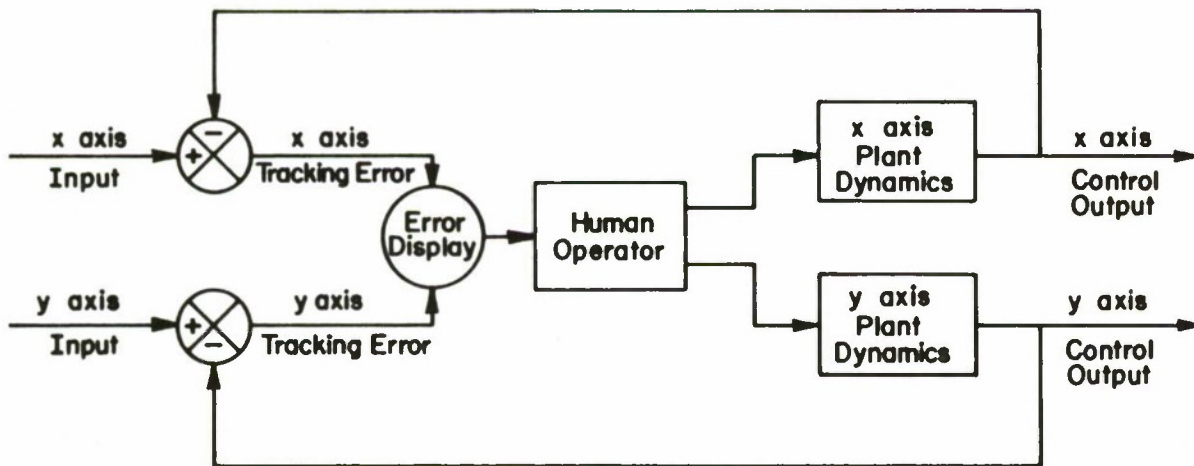 x axis
Input
−
+
x axis
Tracking Error
Error
Display
Human
Operator
x axis
Plant
Dynamics
x axis
Control
Output
y axis
Input
+
−
y axis
Tracking Error
y axis
Plant
Dynamics
y axis
Control
Output